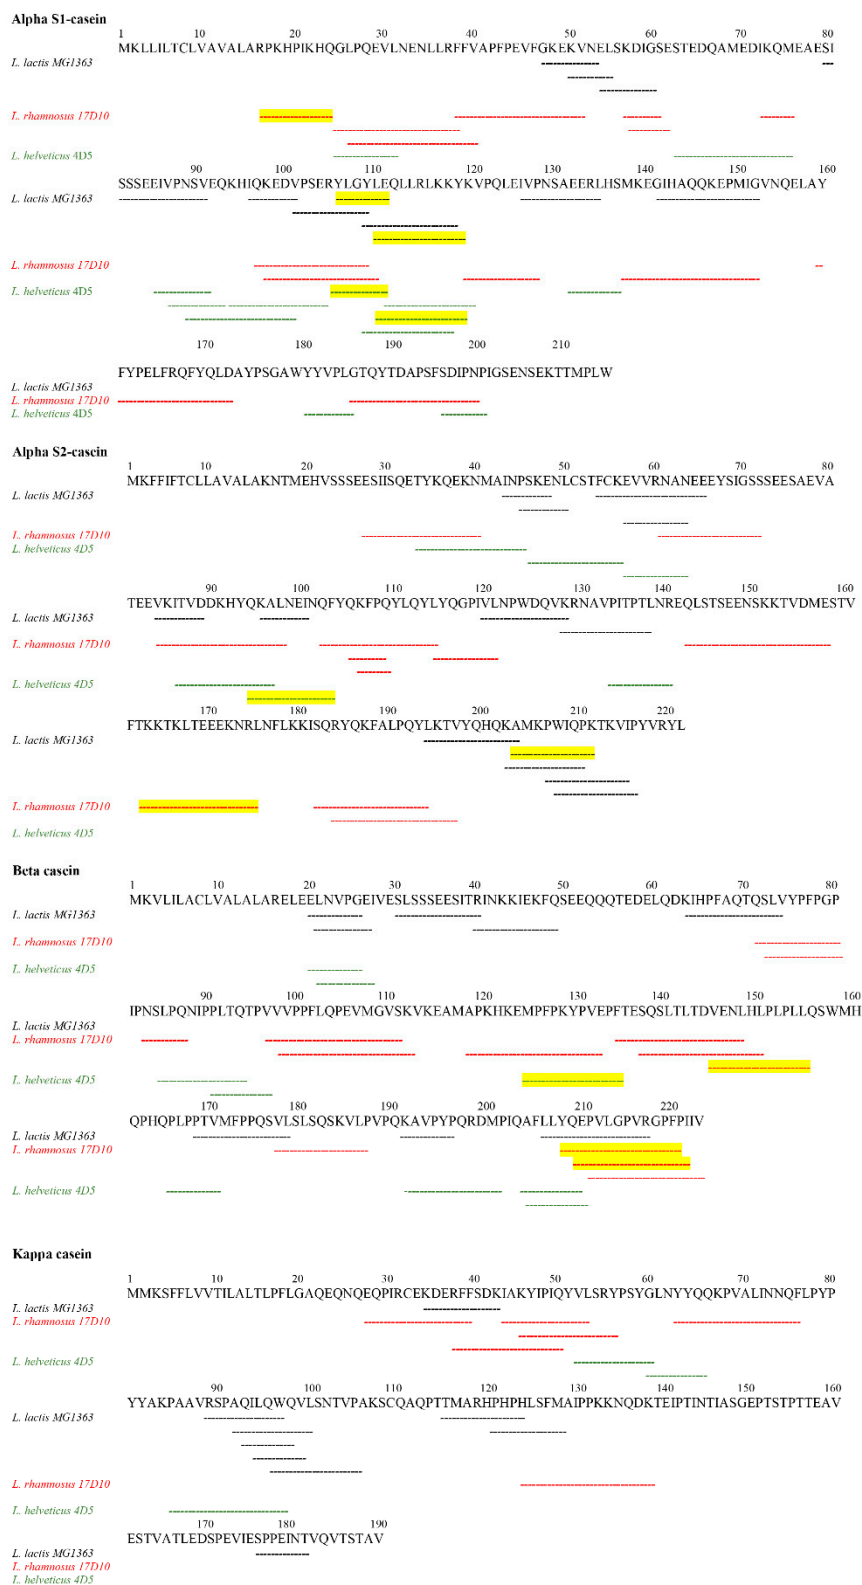 Alpha S1-casein
1 10 20 30 40 50 60 70 80
MKLLILTCLVAVALARPKHPIKHQGLPQEVLNENLLRFFVAPFPEVFGKEKVNELSKDIGSESTEDQAMEDIKQMEAESI
L. lactis MG1363
L. rhamnosus 17D10
L. helveticus 4D5
90 100 110 120 130 140 150 160
SSSEEIVPNSVEQKHIQKEDVPSERYLGYLEQLLRLKKYKVPQLEIVPNSAEERLHSMKEGIHAQQKEPMIGVNQELAY
L. lactis MG1363
L. rhamnosus 17D10
L. helveticus 4D5
170 180 190 200 210
FYPELFRQFYQLDAYPSGAWYYVPLGTQYTDAPSFSDIPNPIGSENSEKTTMPLW
L. lactis MG1363
L. rhamnosus 17D10
L. helveticus 4D5
Alpha S2-casein
1 10 20 30 40 50 60 70 80
MKFFIFTCLLAVALAKNTMEHVSSSEESIISQETYKQEKNMAINPSKENLCSTFCKEVVRNANEEEYSIGSSSEESAEVA
L. lactis MG1363
L. rhamnosus 17D10
L. helveticus 4D5
90 100 110 120 130 140 150 160
TEEVKITVDDKHYQKALNEINQFYQKFPQYLQYLYQGPIVLNPWDQVKRNAVPITPTLNREQLSTSEENSKKTVDMESTV
L. lactis MG1363
L. rhamnosus 17D10
L. helveticus 4D5
170 180 190 200 210 220
FTKKTKLTEEEKNRLNFLKKISQRYQKFALPQYLKTVYQHQKAMKPWIQPKTKVIPYVRYL
L. lactis MG1363
L. rhamnosus 17D10
L. helveticus 4D5
Beta casein
1 10 20 30 40 50 60 70 80
MKVLILACLVALALARELEELNVPGEIVESLSSSEESITRINKKIEKFQSEEQQQTEDELQDKIHPFAQTQSLVYPFPGP
L. lactis MG1363
L. rhamnosus 17D10
L. helveticus 4D5
90 100 110 120 130 140 150 160
IPNSLPQNIPPLTQTPVVVPPFLQPEVMGVSKVKEAMAPKHKEMPFPKYPVEPFTESQSLTLTDVENLHLPLPLLQSWMH
L. lactis MG1363
L. rhamnosus 17D10
L. helveticus 4D5
170 180 190 200 210 220
QPHQPLPPTVMFPPQSVLSLSQSKVLPVPQKAVPYPQRDMPIQAFLLYQEPVLGPVRGPFPIIV
L. lactis MG1363
L. rhamnosus 17D10
L. helveticus 4D5
Kappa casein
1 10 20 30 40 50 60 70 80
MMKSFFLVVTILALTLPFLGAQEQNQEQPIRCEKDERFFSDKIAKYIPIQYVLSRYPSYGLNYYQQKPVALINNQFLPYP
L. lactis MG1363
L. rhamnosus 17D10
L. helveticus 4D5
90 100 110 120 130 140 150 160
YYAKPAAVRSPAQILQWQVLSNTVPAKSCQAQPTTMARHPHPHLSFMAIPPKKNQDKTEIPTINTIASGEPTSTPTTEAV
L. lactis MG1363
L. rhamnosus 17D10
L. helveticus 4D5
170 180 190
ESTVATLEDSPEVIESPPEINTVQVTSTAV
L. lactis MG1363
L. rhamnosus 17D10
L. helveticus 4D5